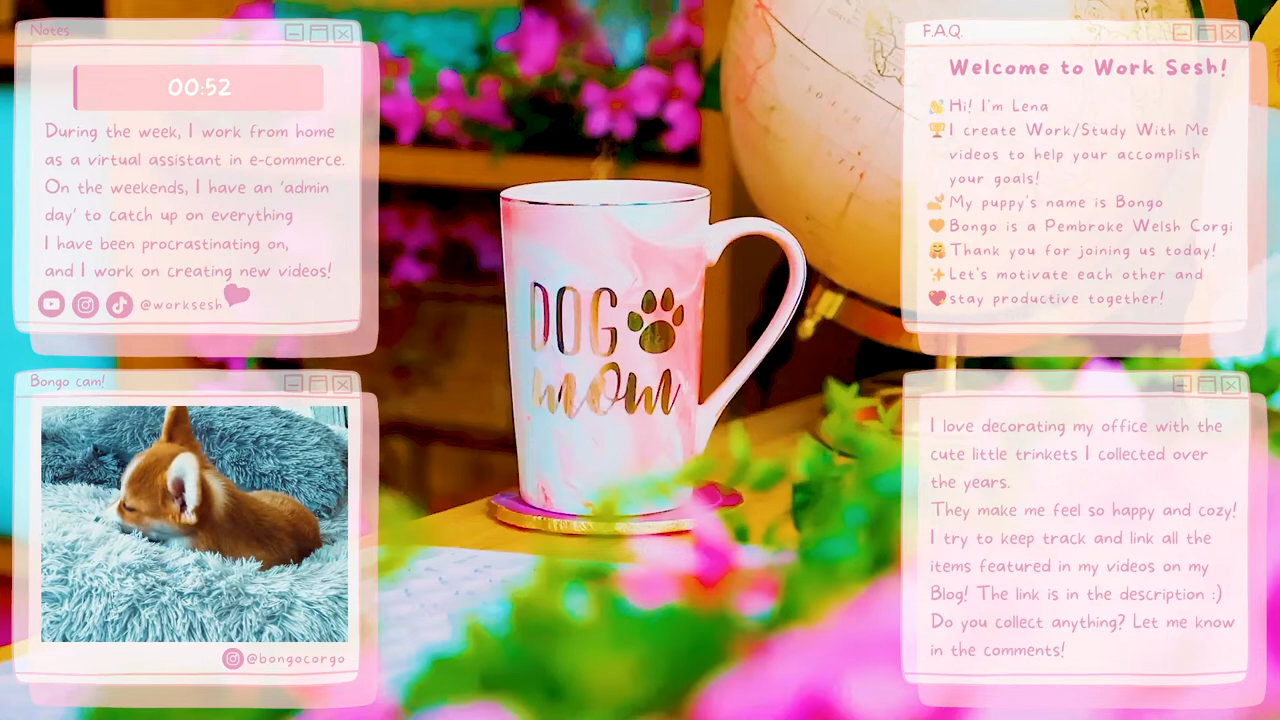 Notes
00:52
During the week, I work from home
as a virtual assistant in e-commerce.
On the weekends, I have an 'admin
day' to catch up on everything
I have been procrastinating on,
and I work on creating new videos!
@worksesh
Bongo cam!
@bongocorgo
DOG
mom
F.A.Q.
Welcome to Work Sesh!
Hi! I'm Lena
I create Work/Study With Me
videos to help your accomplish
your goals!
My puppy's name is Bongo
Bongo is a Pembroke Welsh Corgi
Thank you for joining us today!
Let's motivate each other and
stay productive together!
I love decorating my office with the
cute little trinkets I collected over
the years.
They make me feel so happy and cozy!
I try to keep track and link all the
items featured in my videos on my
Blog! The link is in the description :)
Do you collect anything? Let me know
in the comments!